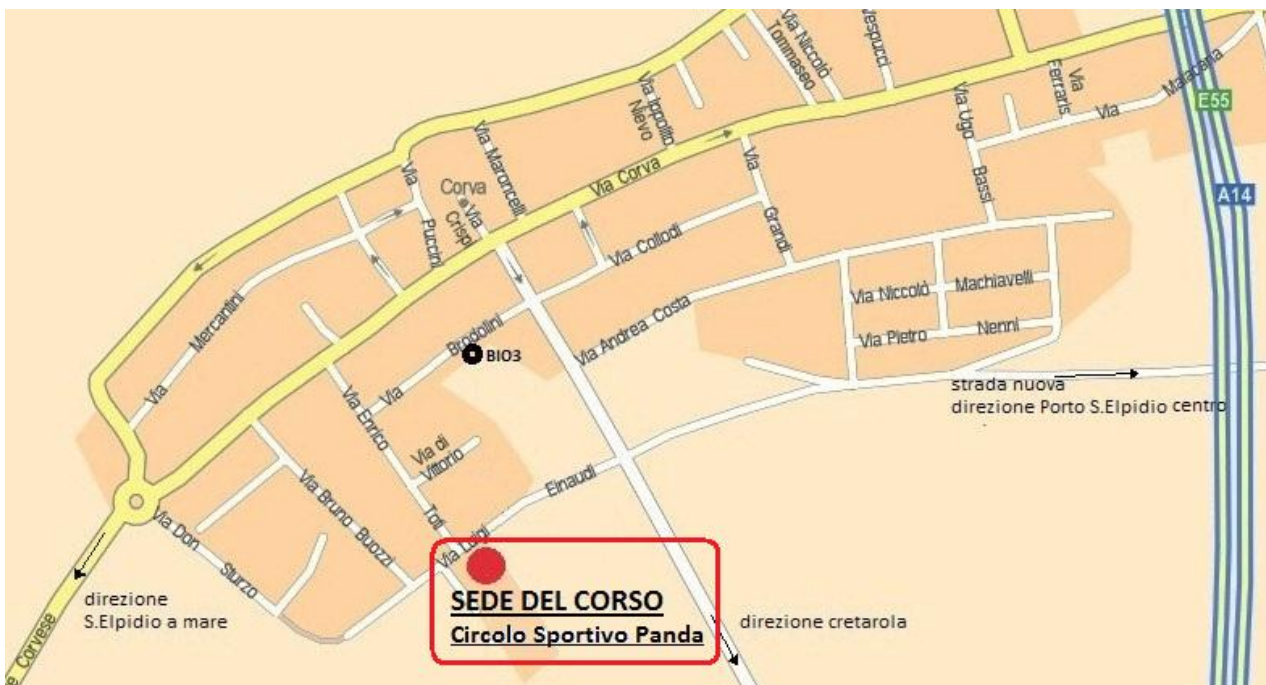 Via Niccolò
Tommaseo
Vespucci
Via Ippolito
Nievo
Via
Ferraris
Via Malacaria
E55
Via Maroncelli
Via Ugo
Bassi
Via Corva
Via
Puccini
Corva
Via
Crispi
Via
Grandi
A14
Via Collodi
Via Mercantini
Via Niccolò Machiavelli
Via Andrea Costa
Via Pietro Nenni
Via Brodolini
BIO3
strada nuova
direzione Porto S.Elpidio centro
Via Enrico Toti
Via di
Vittorio
Via Bruno Buozzi
Via Luigi Einaudi
Via Don Sturzo
SEDE DEL CORSO
Circolo Sportivo Panda
direzione
S.Elpidio a mare
direzione cretarola
Corvese